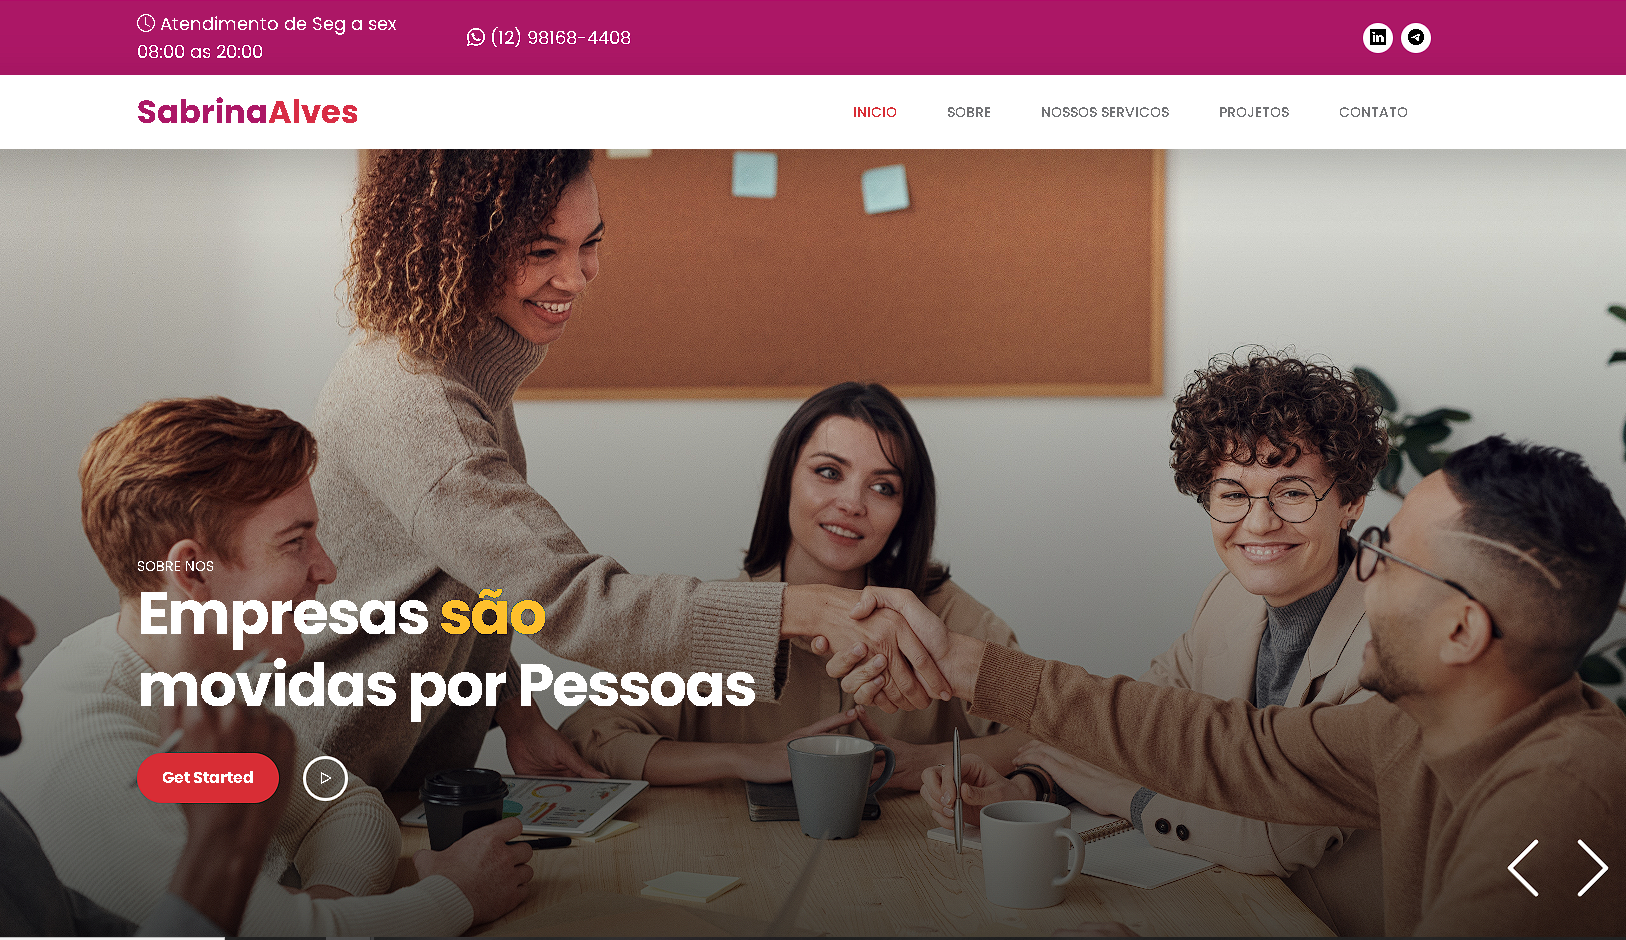 Atendimento de Seg a sex
08:00 as 20:00
(12) 98168-4408
SabrinaAlves
INICIO
SOBRE
NOSSOS SERVICOS
PROJETOS
CONTATO
SOBRE NOS
Empresas são
movidas por Pessoas
Get Started